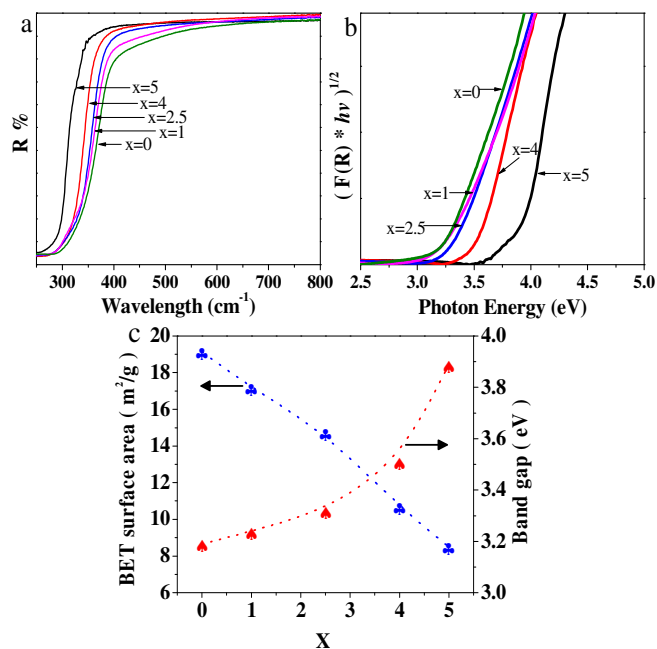 a
R %
x=5
x=4
x=2.5
x=1
x=0
300 400 500 600 700 800
Wavelength (cm-1)
b
( F(R) * hν )1/2
x=0
x=4
x=5
x=1
x=2.5
2.5 3.0 3.5 4.0 4.5 5.0
Photon Energy (eV)
c
BET surface area ( m2/g )
20
18
16
14
12
10
8
6
4.0
3.8
3.6
3.4
3.2
3.0
Band gap ( eV )
0 1 2 3 4 5
X